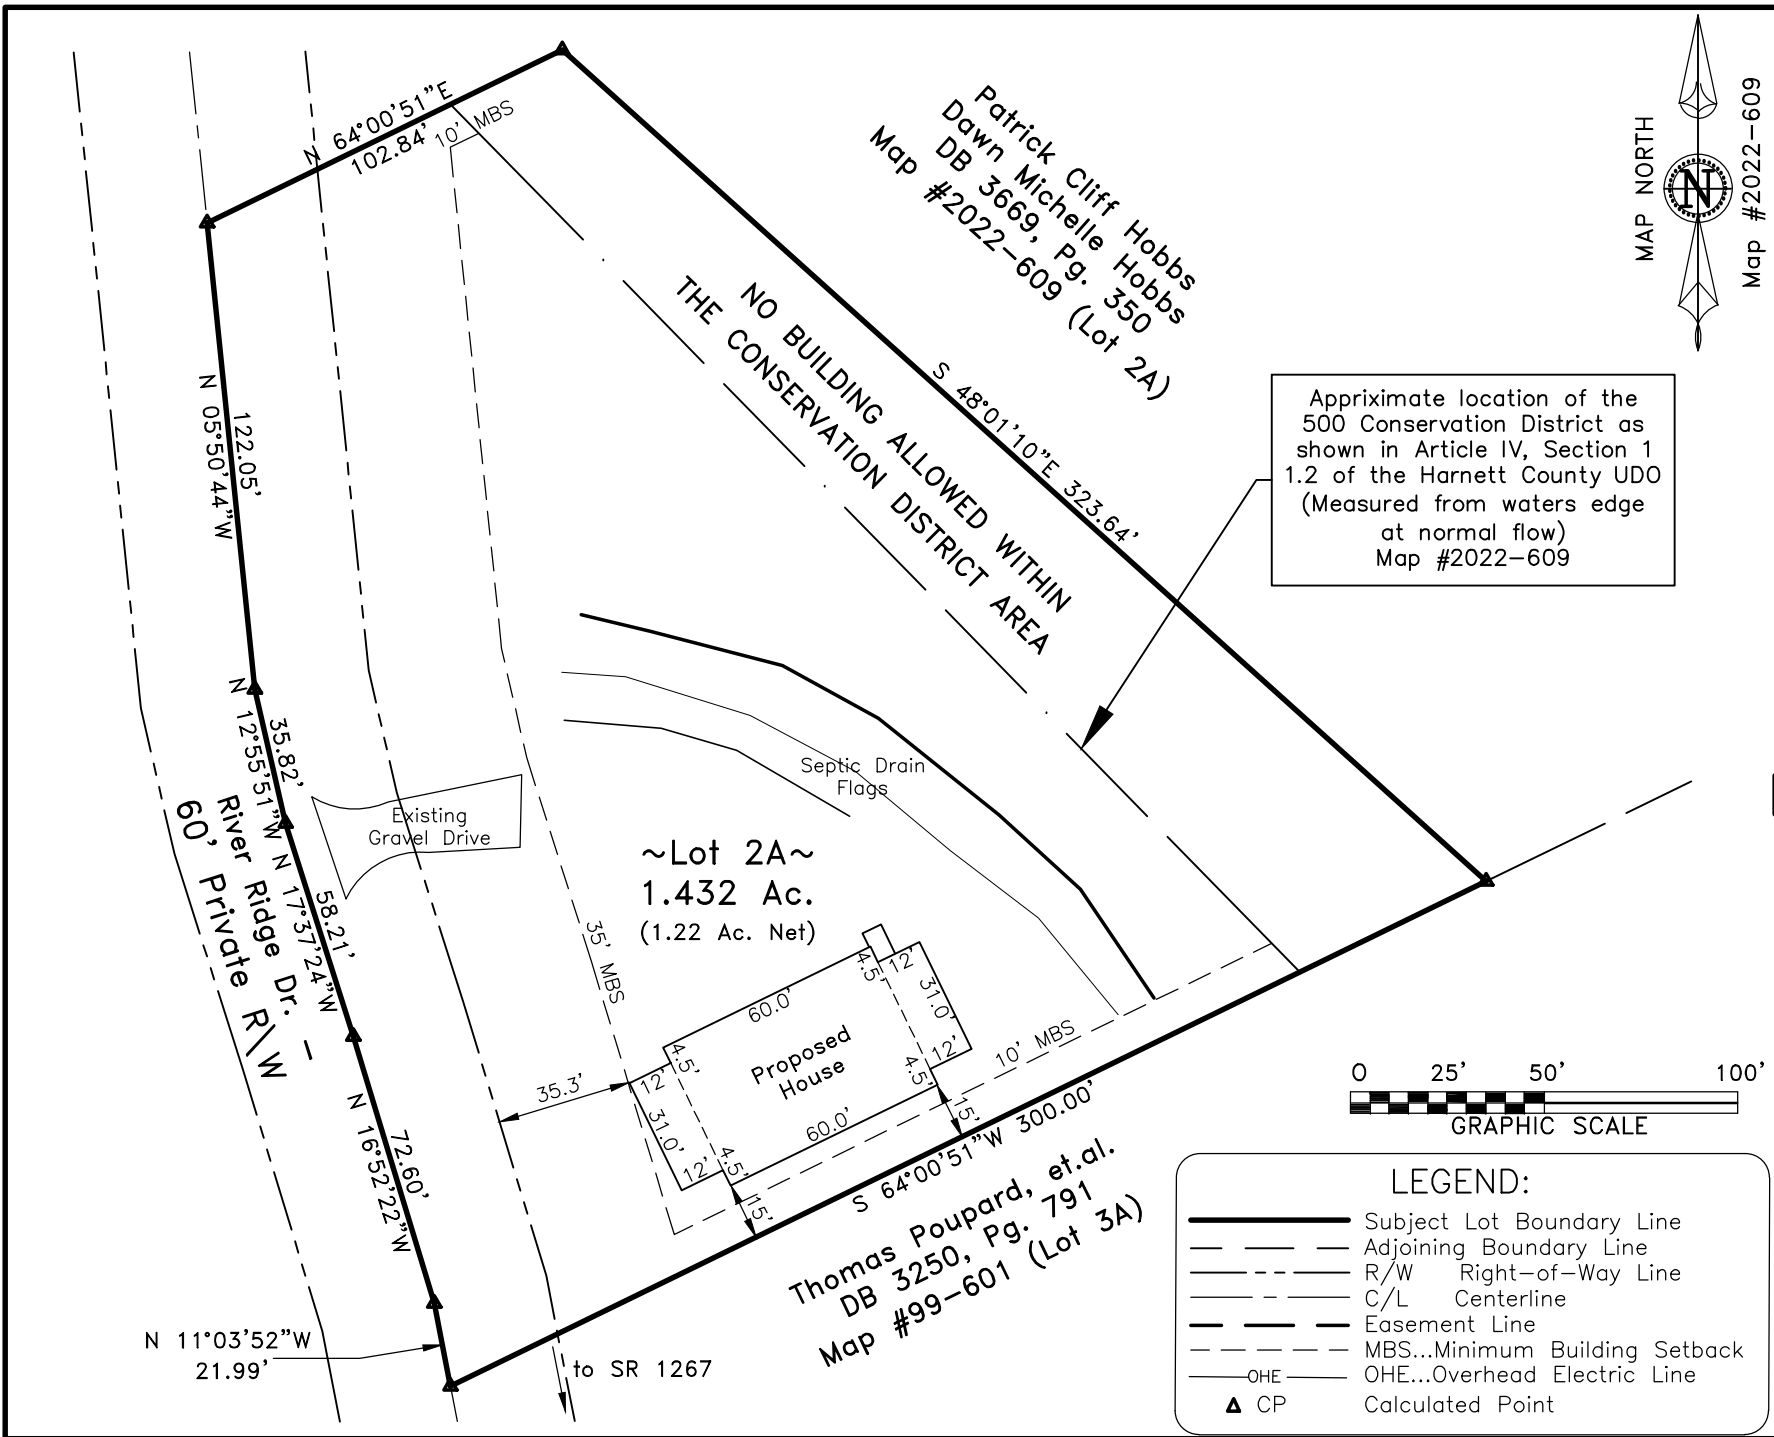 N 64°00'51"E
102.84'
10' MBS
Patrick Cliff Hobbs
Dawn Michelle Hobbs
DB 3669, Pg. 350
Map #2022-609 (Lot 2A)
MAP NORTH
N
Map #2022-609
NO BUILDING ALLOWED WITHIN
THE CONSERVATION DISTRICT AREA
S 48°01'10"E 323.64'
Appriximate location of the
500 Conservation District as
shown in Article IV, Section 1
1.2 of the Harnett County UDO
(Measured from waters edge
at normal flow)
Map #2022-609
122.05'
N 05°50'44"W
35.82'
N 12°55'51"W
58.21'
N 17°37'24"W
72.60'
N 16°52'22"W
N 11°03'52"W
21.99'
River Ridge Dr. -
60' Private R\W
Existing
Gravel Drive
Septic Drain
Flags
~Lot 2A~
1.432 Ac.
(1.22 Ac. Net)
35' MBS
35.3'
60.0'
4.5'
12'
31.0'
12'
4.5'
Proposed
House
4.5'
12'
31.0'
12'
4.5'
60.0'
10' MBS
15'
15'
S 64°00'51"W 300.00'
Thomas Poupard, et.al.
DB 3250, Pg. 791
Map #99-601 (Lot 3A)
to SR 1267
0 25' 50' 100'
GRAPHIC SCALE
LEGEND:
Subject Lot Boundary Line
Adjoining Boundary Line
R/W Right-of-Way Line
C/L Centerline
Easement Line
MBS...Minimum Building Setback
OHE OHE...Overhead Electric Line
CP Calculated Point